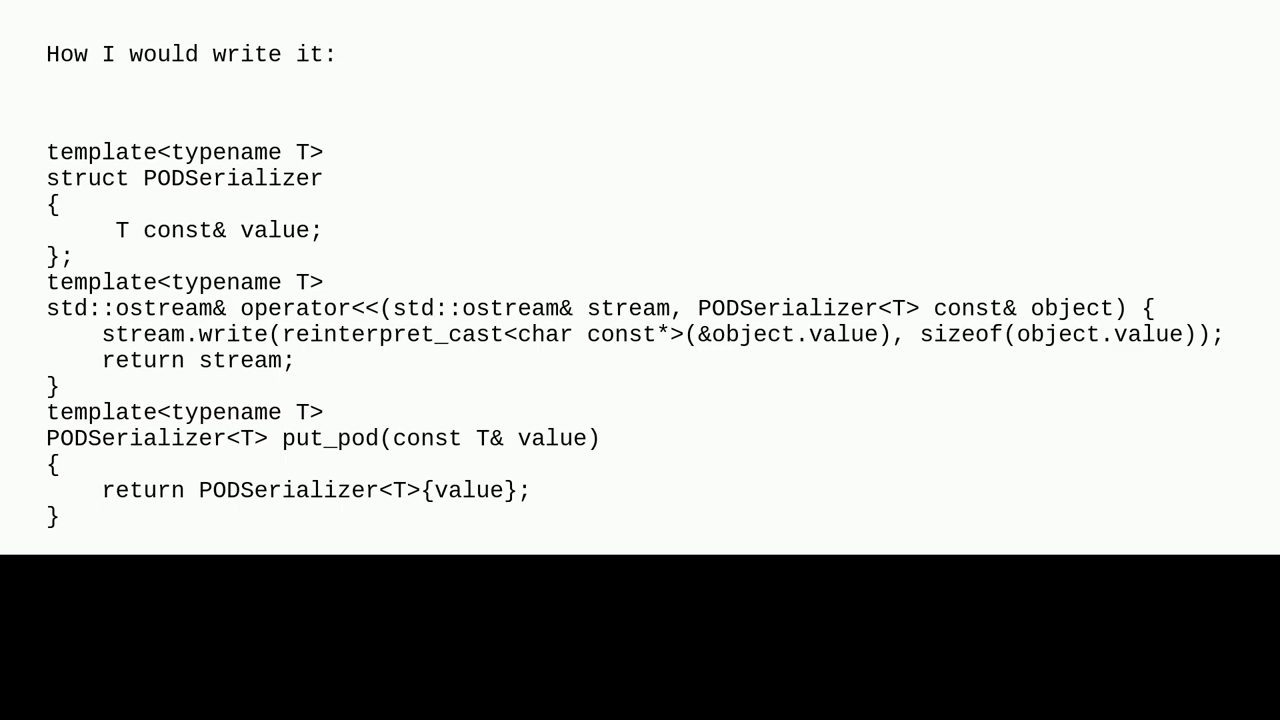 How I would write it:
template<typename T>
struct PODSerializer
{
     T const& value;
};
template<typename T>
std::ostream& operator<<(std::ostream& stream, PODSerializer<T> const& object) {
    stream.write(reinterpret_cast<char const*>(&object.value), sizeof(object.value));
    return stream;
}
template<typename T>
PODSerializer<T> put_pod(const T& value)
{
    return PODSerializer<T>{value};
}